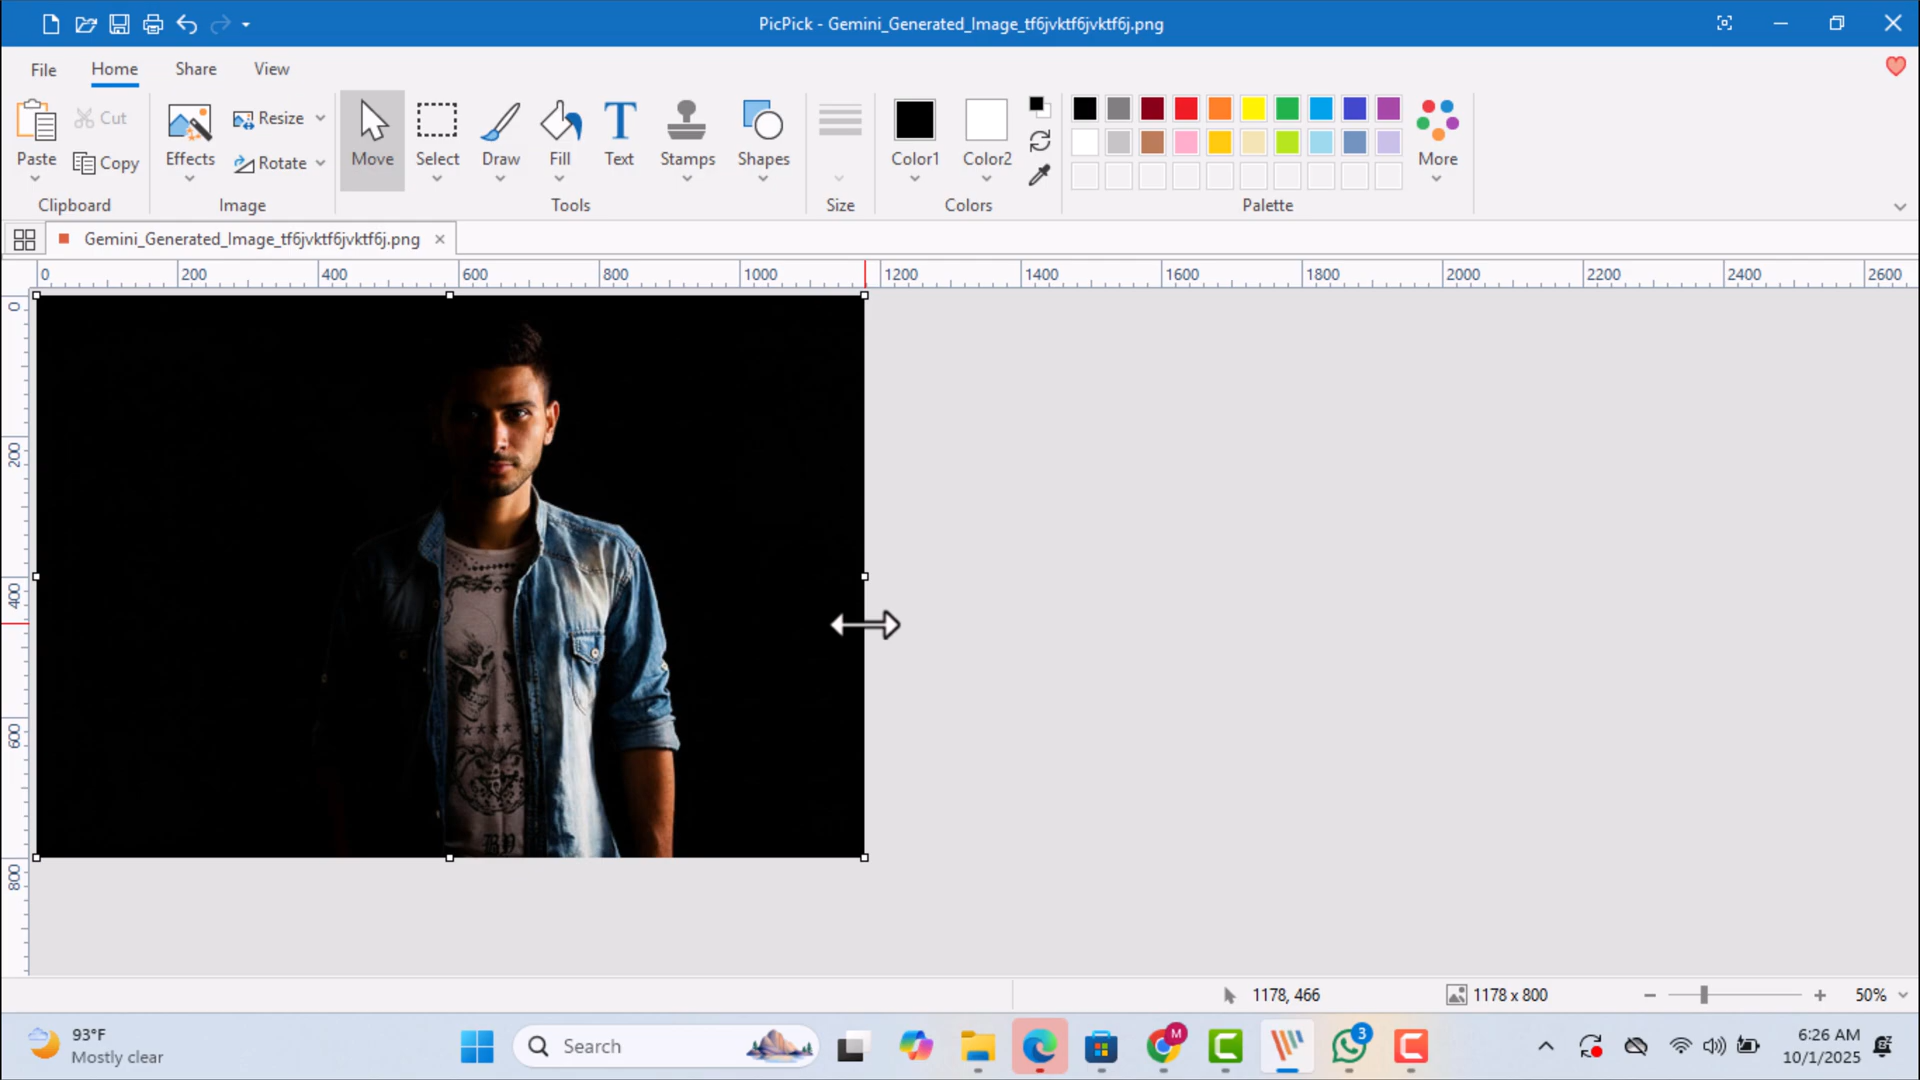 PicPick - Gemini_Generated_Image_tf6jvktf6jvktf6j.png
File
Home
Share
View
Paste
Cut
Copy
Clipboard
Effects
Resize
Rotate
Image
Move
Select
Draw
Fill
Text
Stamps
Shapes
Tools
Size
Color1
Color2
Colors
More
Palette
Gemini_Generated_Image_tf6jvktf6jvktf6j.png
0 200 400 600 800 1000 1200 1400 1600 1800 2000 2200 2400 2600
0
200
400
600
800
1178, 466
1178 x 800
50%
93°F
Mostly clear
Search
M
3
6:26 AM
10/1/2025